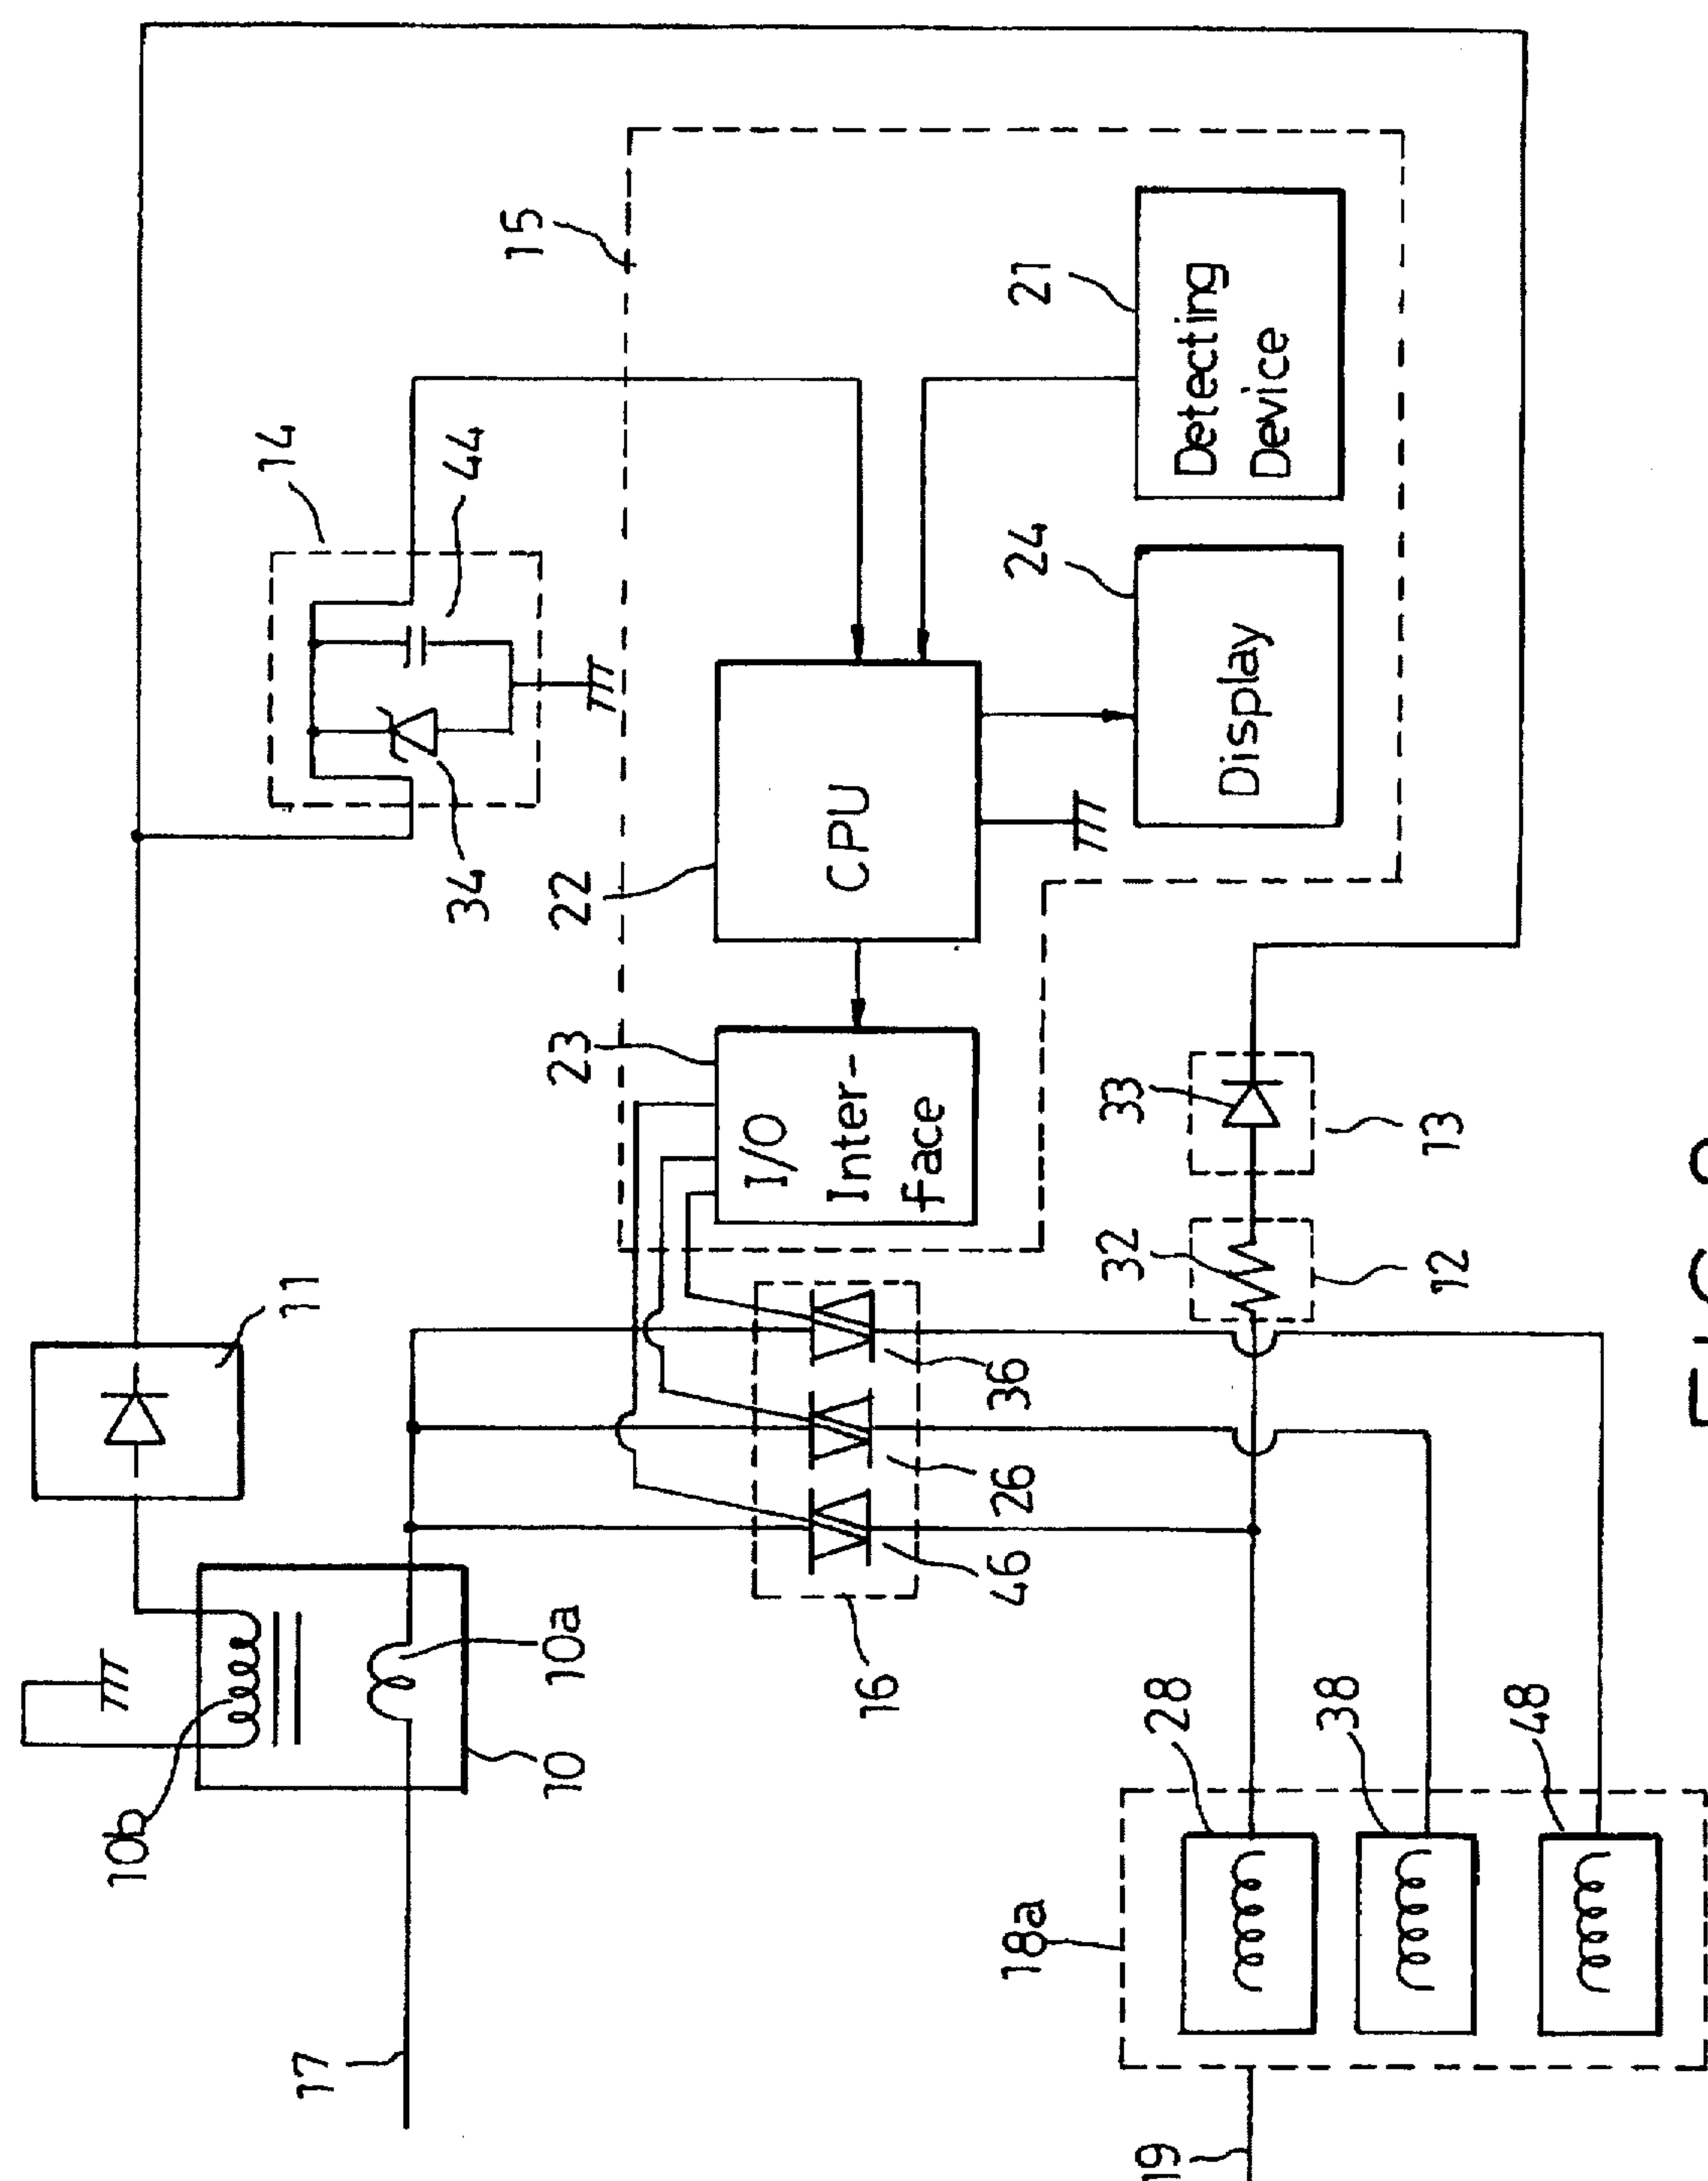 10b
11
14
17
34
44
15
10
10a
23
22
I/O
Inter-
face
CPU
16
46
26
36
18a
24
21
32
33
19
28
Display
Detecting
Device
38
12
13
48